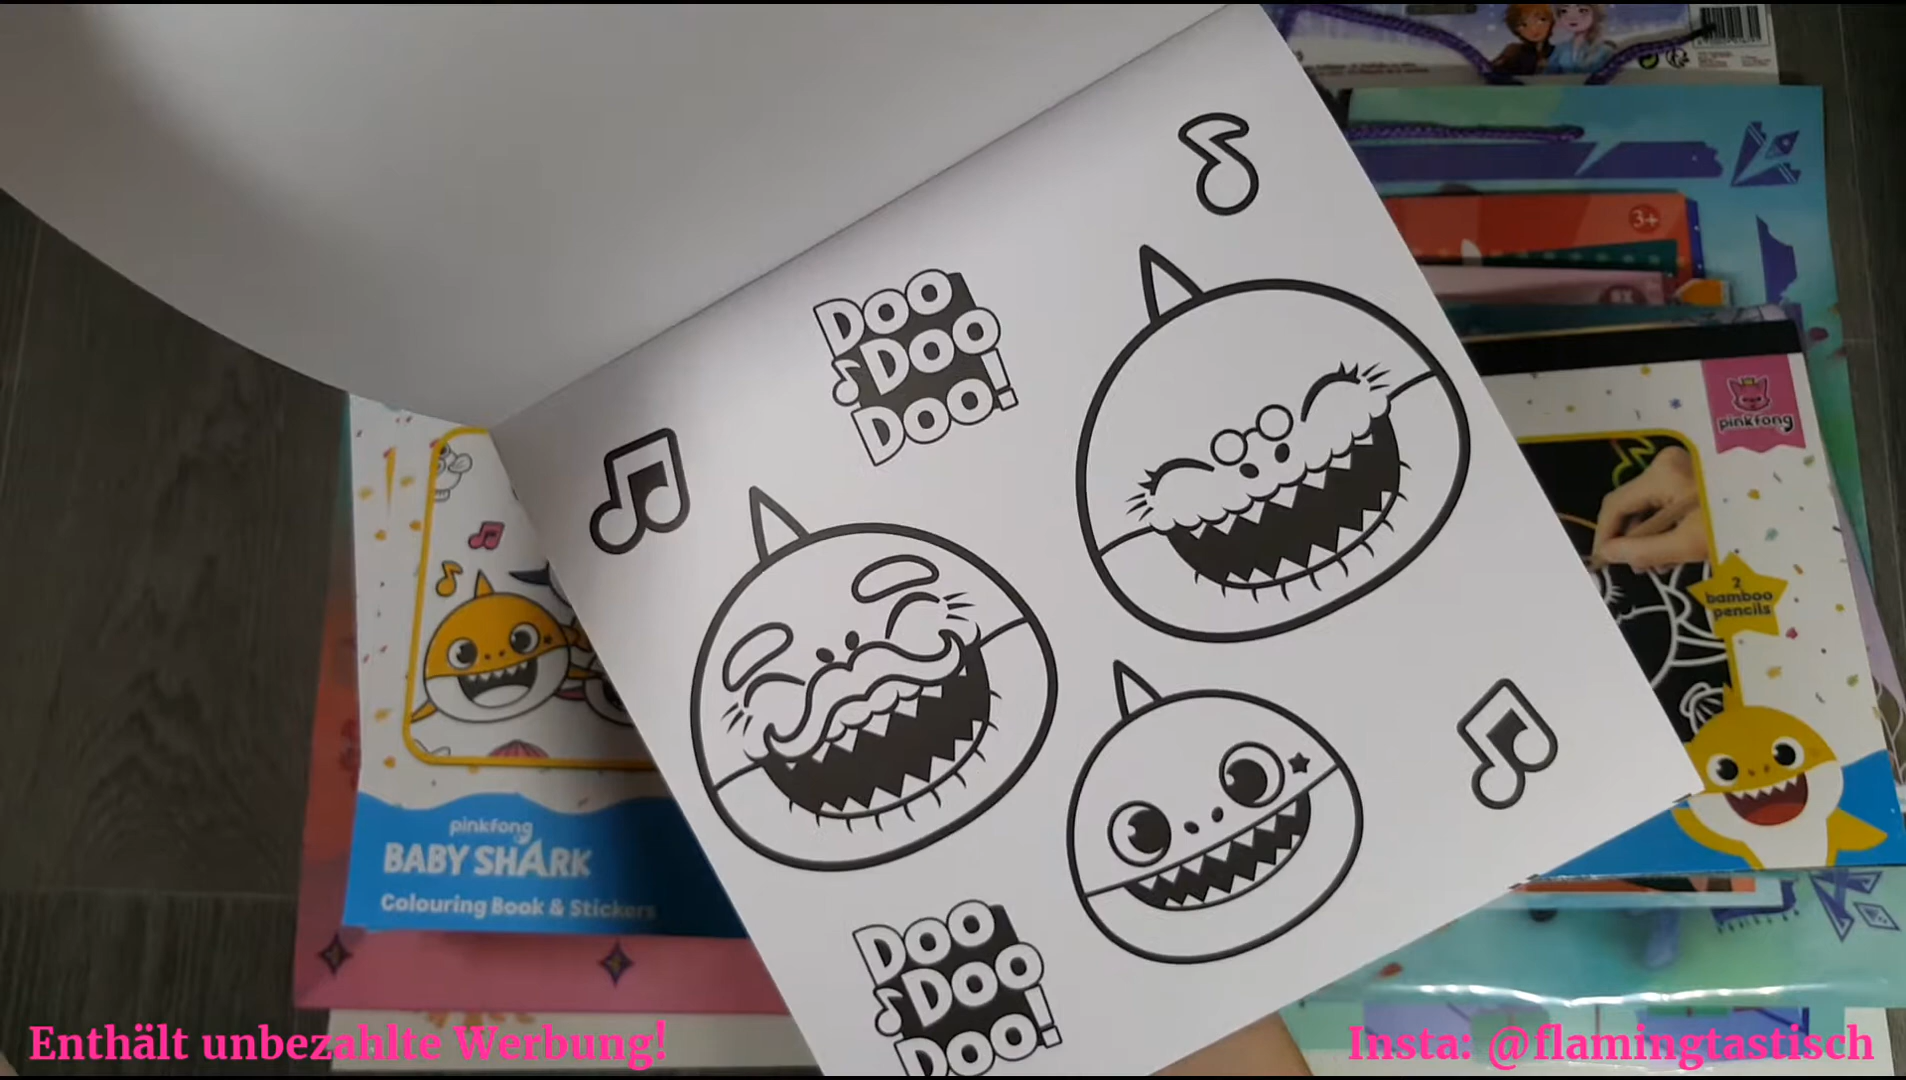 3+
Doo
Doo
Doo!
pinkfong
2
bamboo
pencils
pinkfong
BABY SHARK
Colouring Book & Stickers
Doo
Doo
Doo!
Enthält unbezahlte Werbung!
Insta: @flamingtastisch